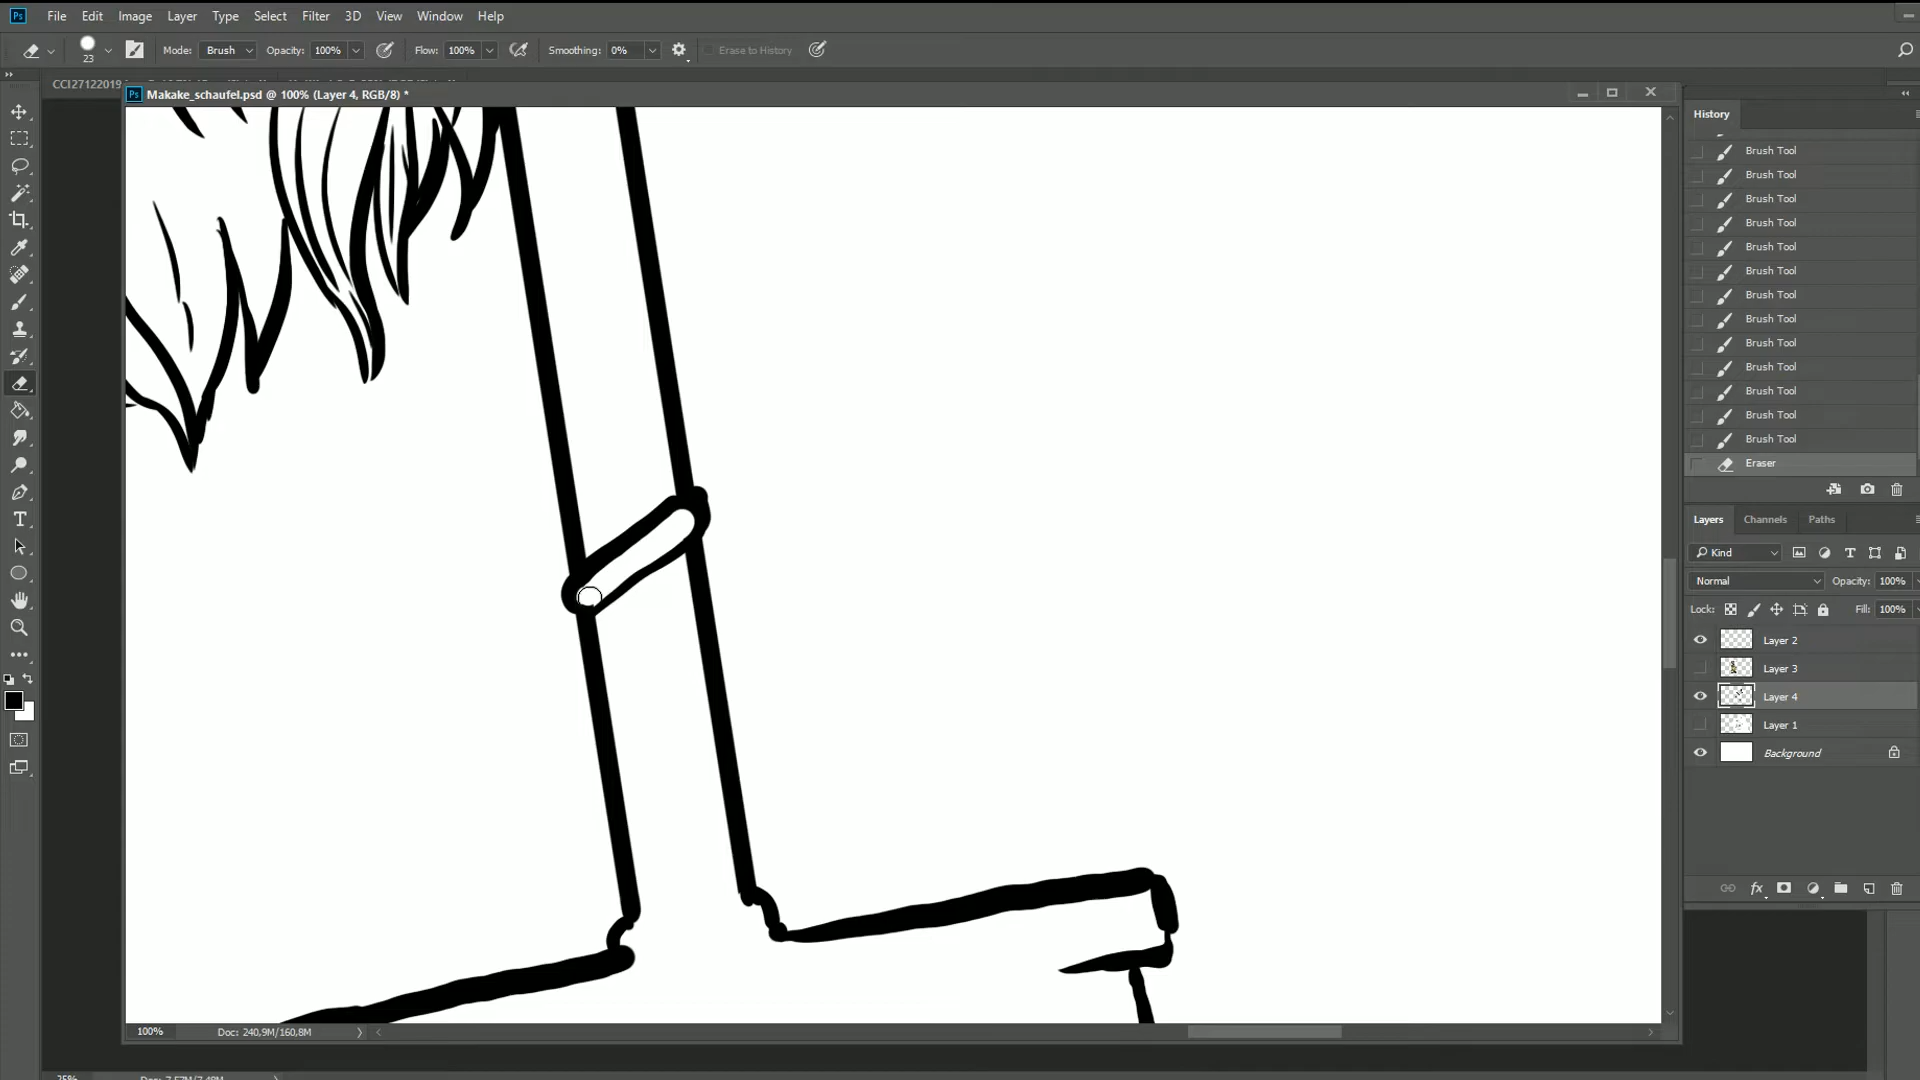 Ps File Edit Image Layer Type Select Filter 3D View Window Help
23 Mode: Brush Opacity: 100% Flow: 100% Smoothing: 0% Erase to History
CCI27122019
Ps Makake_schaufel.psd @ 100% (Layer 4, RGB/8) *
History
Brush Tool
Brush Tool
Brush Tool
Brush Tool
Brush Tool
Brush Tool
Brush Tool
Brush Tool
Brush Tool
Brush Tool
Brush Tool
Brush Tool
Brush Tool
Eraser
Layers Channels Paths
Kind
Normal Opacity: 100%
Lock: Fill: 100%
Layer 2
Layer 3
Layer 4
Layer 1
Background
100% Doc: 240,9M/160,8M